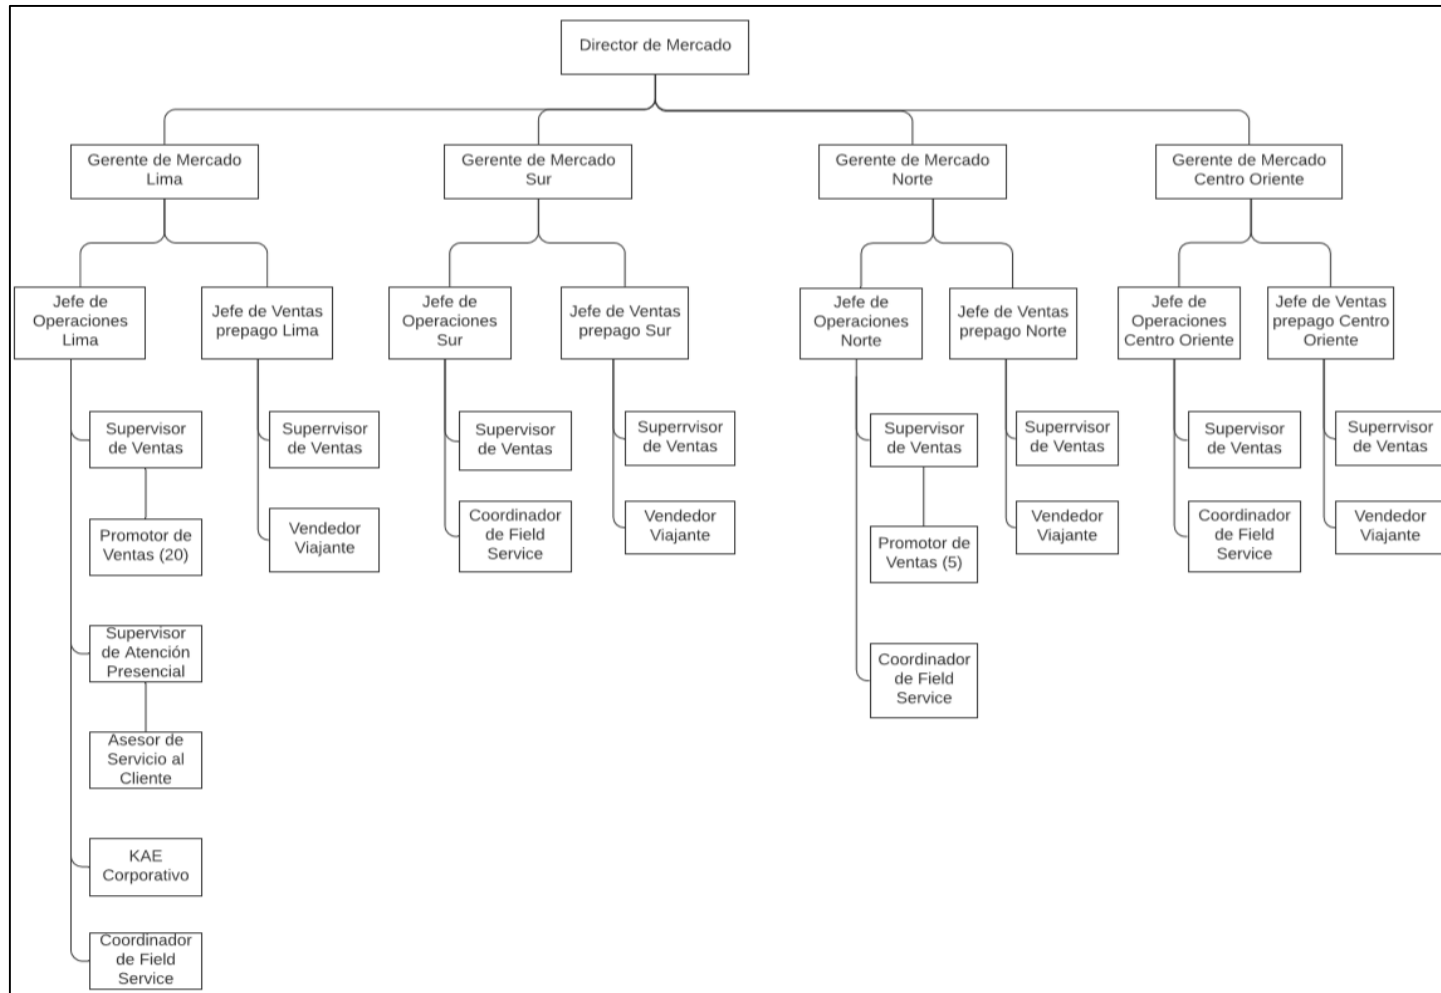 Director de Mercado
Gerente de Mercado
Lima
Gerente de Mercado
Sur
Gerente de Mercado
Norte
Gerente de Mercado
Centro Oriente
Jefe de
Operaciones
Lima
Jefe de Ventas
prepago Lima
Jefe de
Operaciones
Sur
Jefe de Ventas
prepago Sur
Jefe de
Operaciones
Norte
Jefe de Ventas
prepago Norte
Jefe de
Operaciones
Centro Oriente
Jefe de Ventas
prepago Centro
Oriente
Supervisor
de Ventas
Superrvisor
de Ventas
Supervisor
de Ventas
Superrvisor
de Ventas
Supervisor
de Ventas
Superrvisor
de Ventas
Supervisor
de Ventas
Superrvisor
de Ventas
Promotor de
Ventas (20)
Vendedor
Viajante
Coordinador
de Field
Service
Vendedor
Viajante
Promotor de
Ventas (5)
Vendedor
Viajante
Coordinador
de Field
Service
Vendedor
Viajante
Supervisor
de Atención
Presencial
Coordinador
de Field
Service
Asesor de
Servicio al
Cliente
KAE
Corporativo
Coordinador
de Field
Service